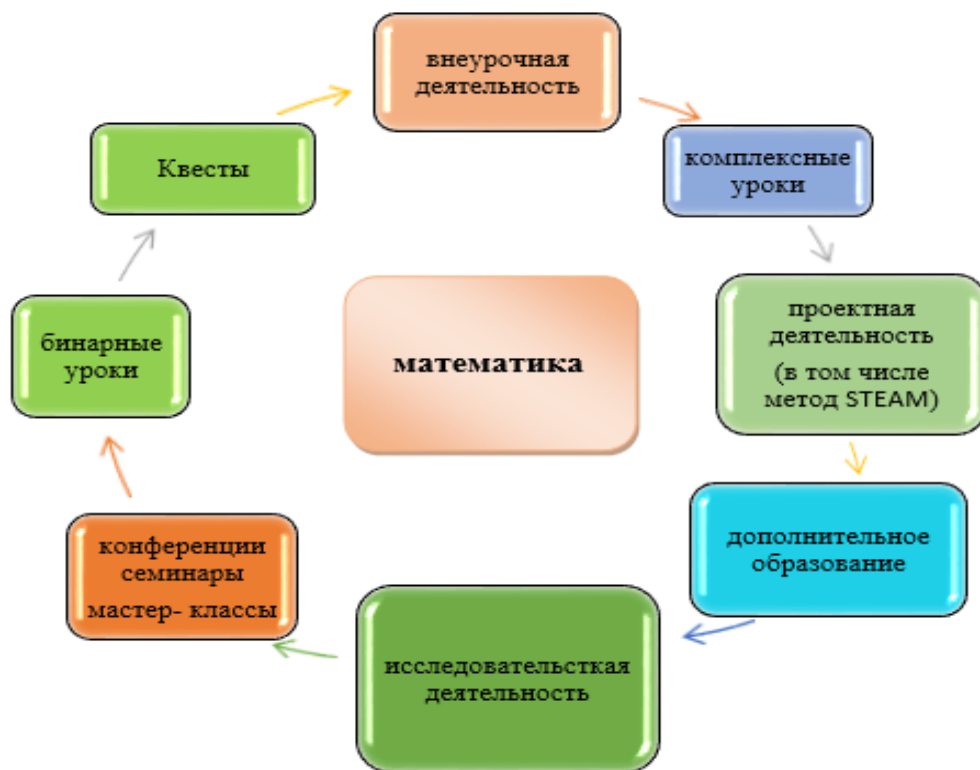 внеурочная
деятельность
комплексные
уроки
проектная
деятельность
(в том числе
метод STEAM)
дополнительное
образование
исследовательсткая
деятельность
конференции
семинары
мастер- классы
бинарные
уроки
Квесты
математика